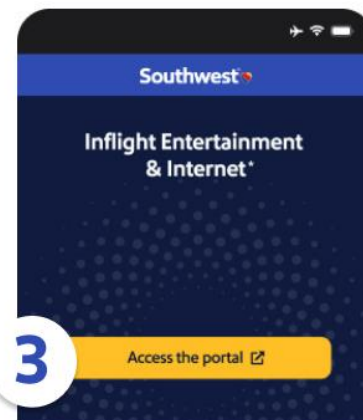 Southwest
Inflight Entertainment
& Internet*
3
Access the portal